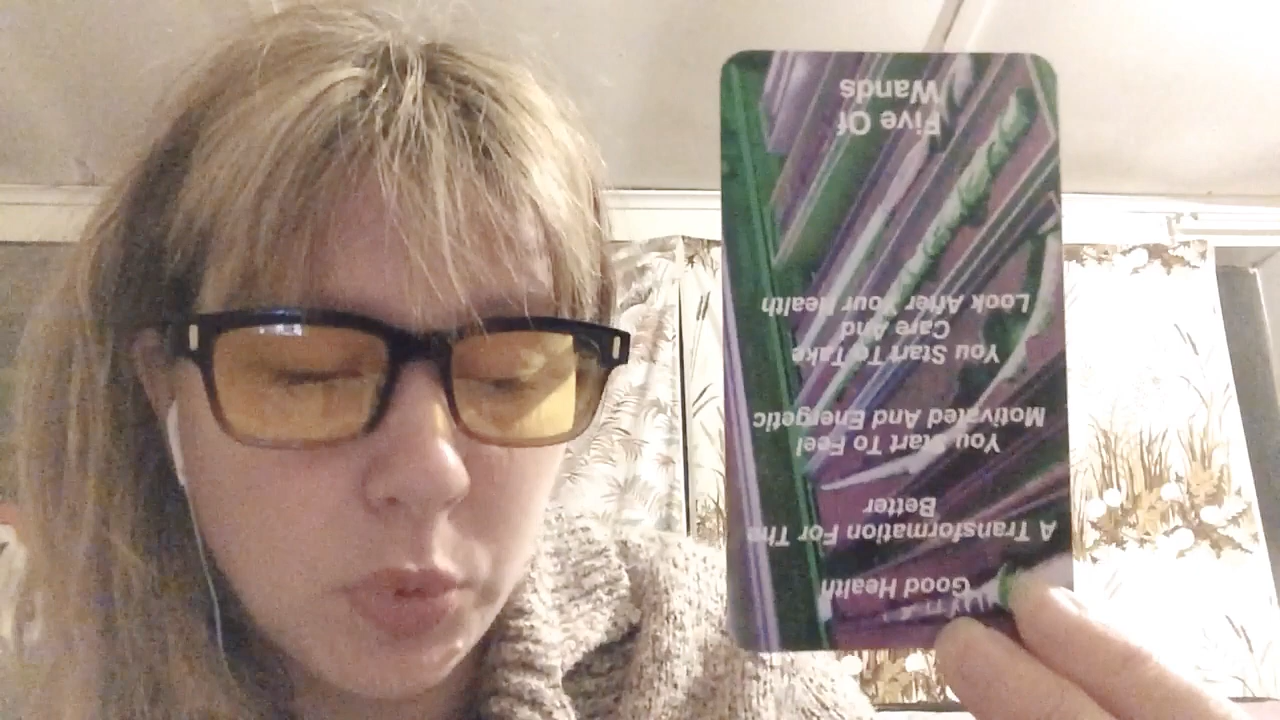 Good Health
A Transformation For The
Better
You Start To Feel
Motivated And Energetic
You Start To Take
Care And
Look After Your Health
Five Of
Wands